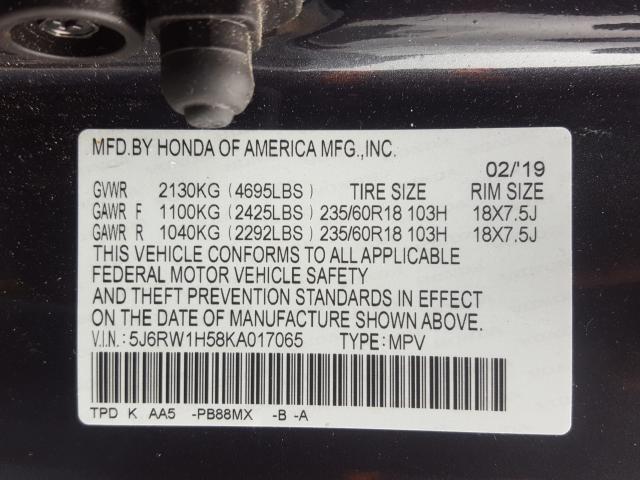 MFD.BY HONDA OF AMERICA MFG.,INC.
02/'19
GVWR 2130KG (4695LBS) TIRE SIZE RIM SIZE
GAWR F 1100KG (2425LBS) 235/60R18 103H 18X7.5J
GAWR R 1040KG (2292LBS) 235/60R18 103H 18X7.5J
THIS VEHICLE CONFORMS TO ALL APPLICABLE
FEDERAL MOTOR VEHICLE SAFETY
AND THEFT PREVENTION STANDARDS IN EFFECT
ON THE DATE OF MANUFACTURE SHOWN ABOVE.
V.I.N.: 5J6RW1H58KA017065 TYPE: MPV
TPD K AA5 -PB88MX -B -A